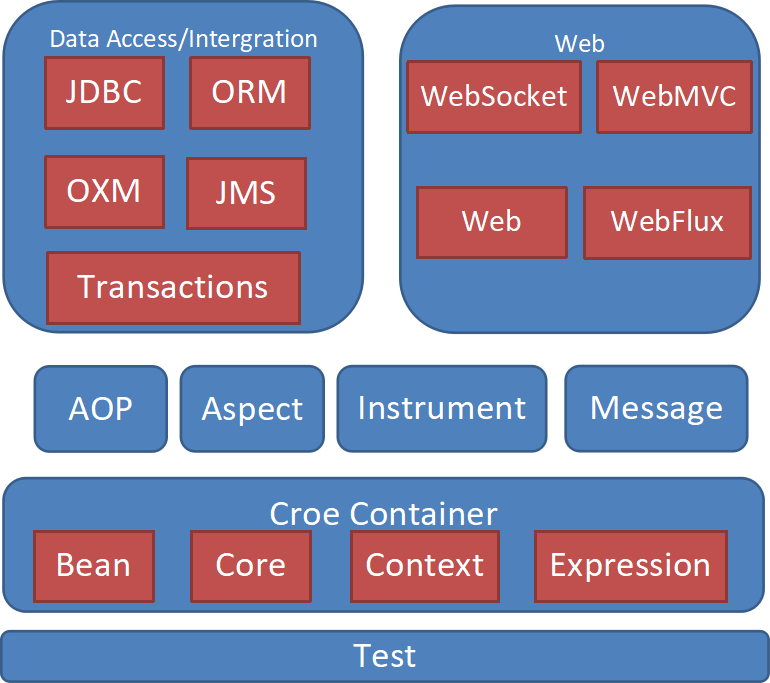 Data Access/Intergration
JDBC
ORM
OXM
JMS
Transactions
Web
WebSocket
WebMVC
Web
WebFlux
AOP
Aspect
Instrument
Message
Croe Container
Bean
Core
Context
Expression
Test